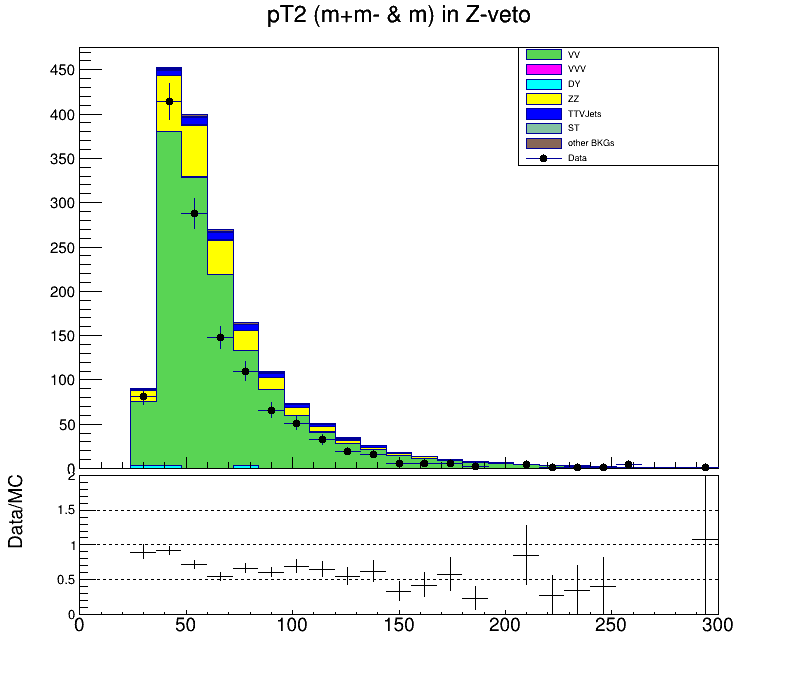 pT2 (m+m- & m) in Z-veto
450
400
350
300
250
200
150
100
50
0
VV
VVV
DY
ZZ
TTVJets
ST
other BKGs
Data
Data/MC
2
1.5
1
0.5
0
0 50 100 150 200 250 300